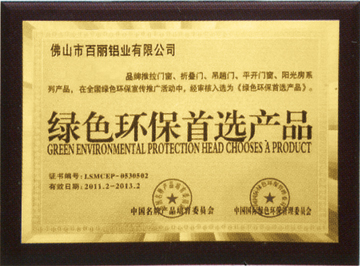 佛山市百丽铝业有限公司
品牌推拉门窗、折叠门、吊趟门、平开门窗、阳光房系
列产品，在全国绿色环保宣传推广活动中，经审核入选为《绿色环保首选产品》。
绿色环保首选产品
GREEN ENVIRONMENTAL PROTECTION HEAD CHOOSES A PRODUCT
证书编号：LSMCEP-0530502
有效日期：2011.2-2013.2
中国名牌产品培育委员会
中国国际绿色环保管理委员会